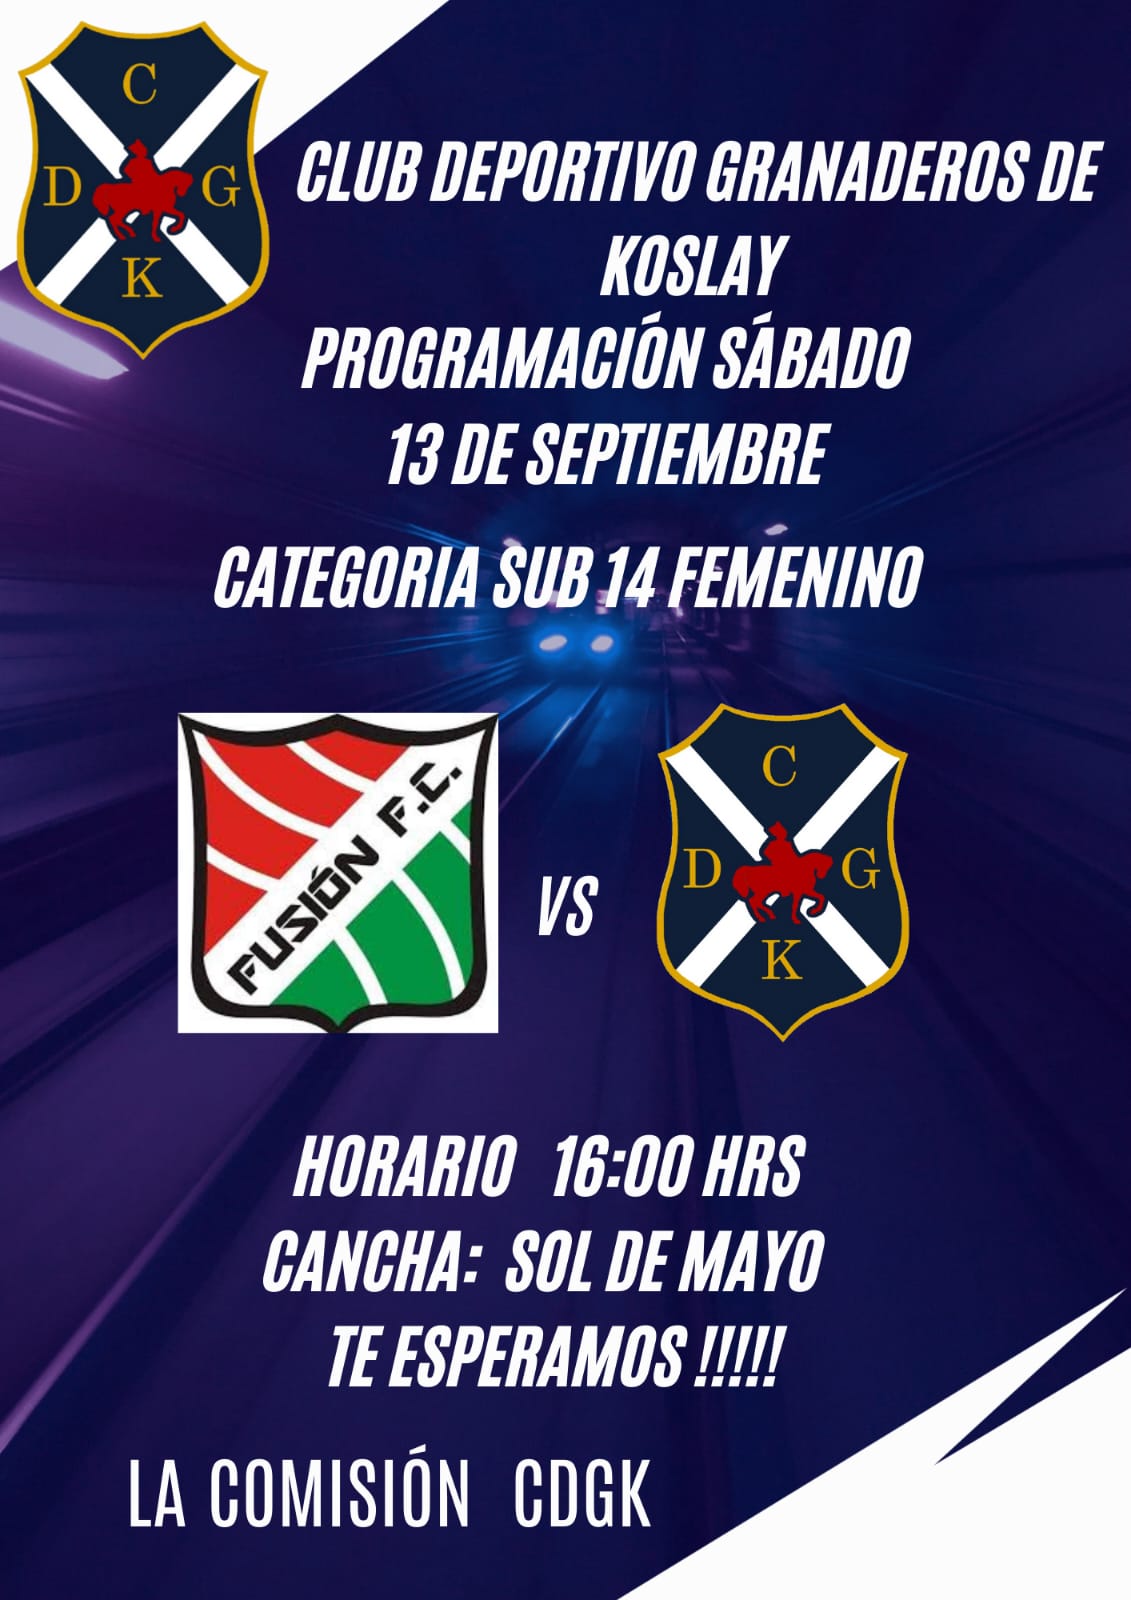 C
D G
K
CLUB DEPORTIVO GRANADEROS DE
KOSLAY
PROGRAMACIÓN SÁBADO
13 DE SEPTIEMBRE
CATEGORIA SUB 14 FEMENINO
FUSIÓN F.C.
VS
C
D G
K
HORARIO 16:00 HRS
CANCHA: SOL DE MAYO
TE ESPERAMOS !!!!!
LA COMISIÓN CDGK